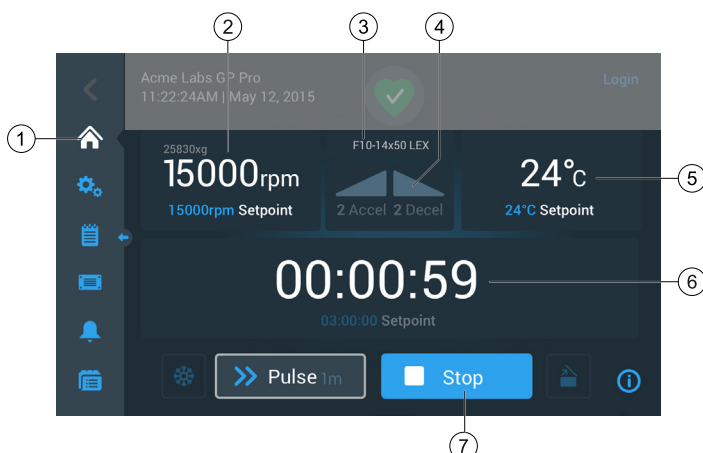 2
3
4
Acme Labs GP Pro
Login
11:22:24AM | May 12, 2015
1
25830xg
F10-14x50 LEX
15000rpm
24°C
5
15000rpm Setpoint
2 Accel 2 Decel
24°C Setpoint
00:00:59
6
03:00:00 Setpoint
Pulse 1m
Stop
7